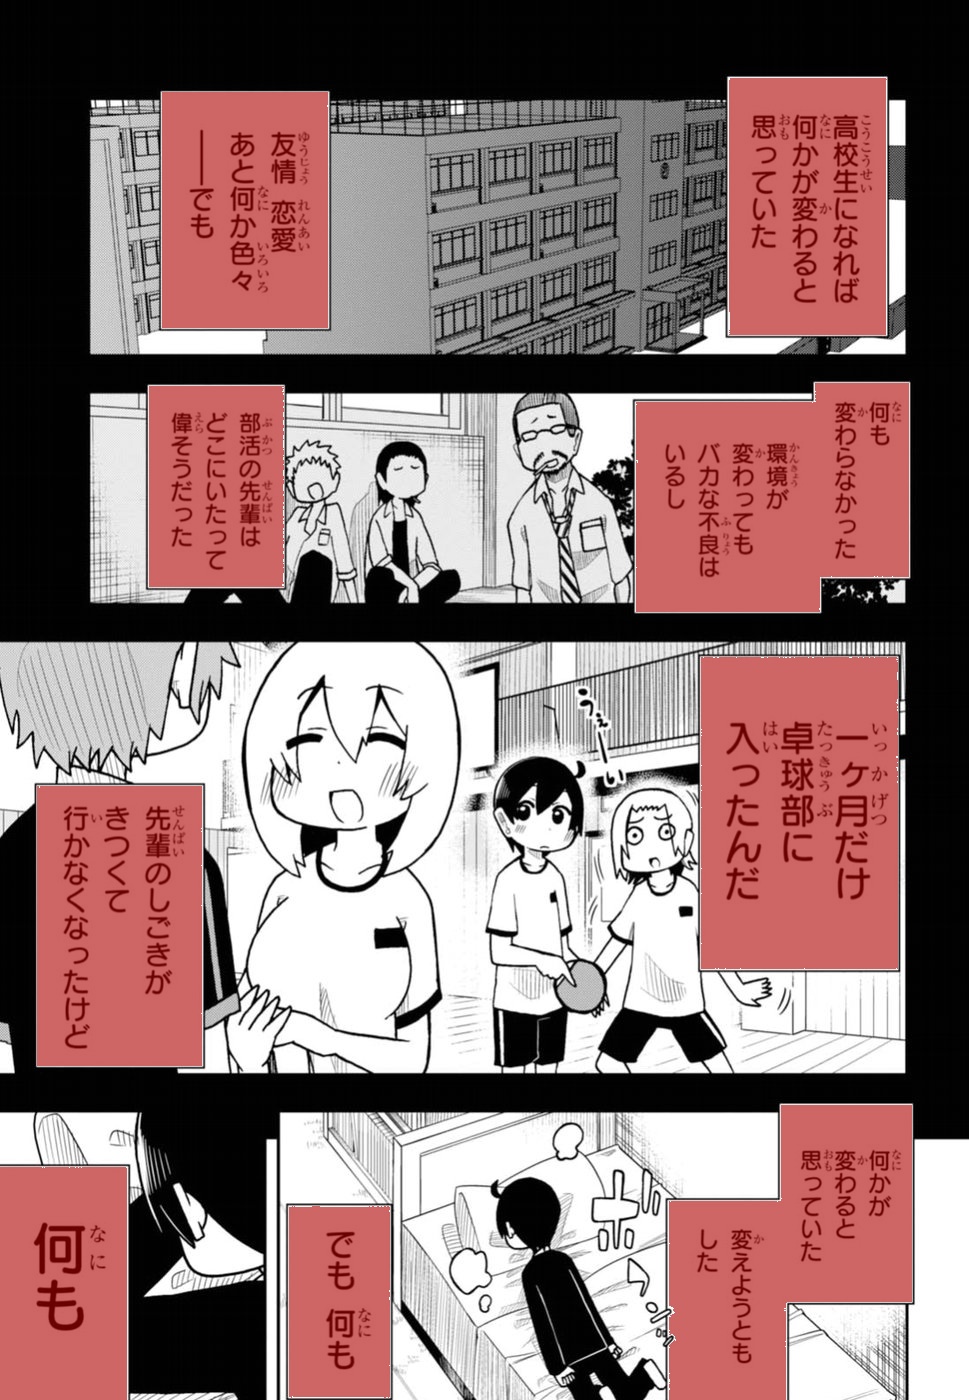 高校生になれば
何かが変わると
思っていた
友情 恋愛
あと何か色々
――でも
何も
変わらなかった
環境が
変わっても
バカな不良は
いるし
部活の先輩は
どこにいたって
偉そうだった
一ヶ月だけ
卓球部に
入ったんだ
うぇーい
先輩のしごきが
きつくて
行かなくなったけど
何かが
変わると
思っていた
変えようとも
した
ボフンッ
でも 何も
何も